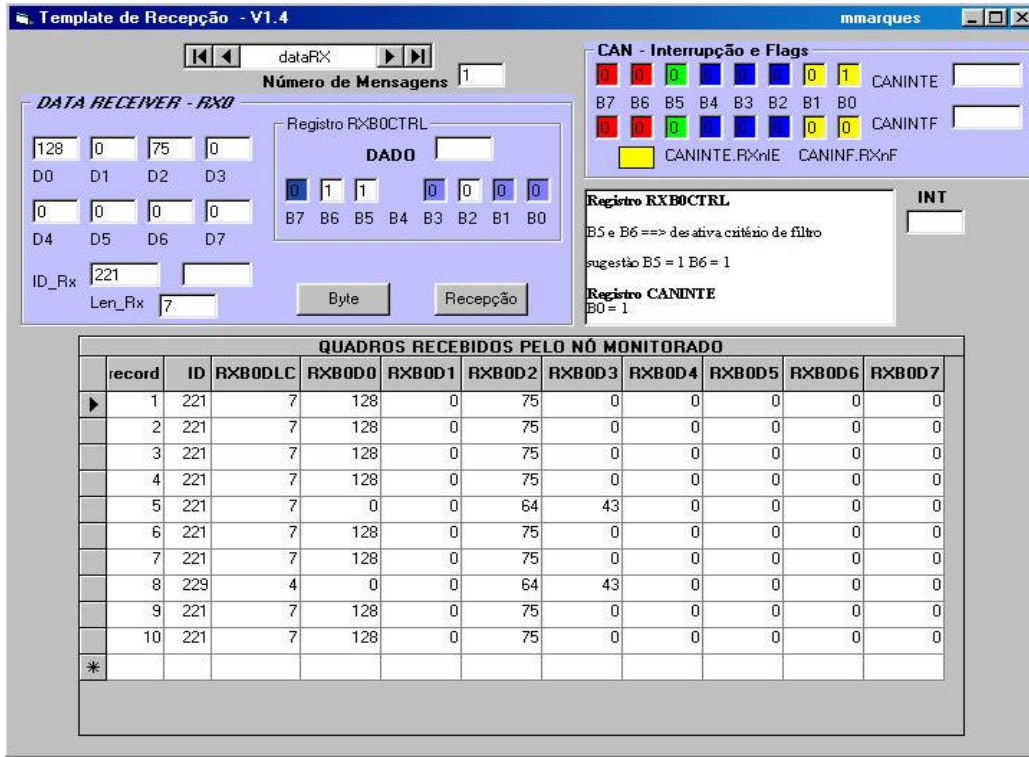 Template de Recepção - V1.4 mmarques
dataRX
Número de Mensagens 1
CAN - Interrupção e Flags
0 0 0 0 0 0 0 1 CANINTE
B7 B6 B5 B4 B3 B2 B1 B0
0 0 0 0 0 0 0 0 CANINTF
CANINTE.RXnIE CANINF.RXnF
DATA RECEIVER - RX0
128 0 75 0
D0 D1 D2 D3
0 0 0 0
D4 D5 D6 D7
ID_Rx 221
Len_Rx 7
Registro RXB0CTRL
DADO
0 1 1 0 0 0 0
B7 B6 B5 B4 B3 B2 B1 B0
Byte Recepção
Registro RXB0CTRL
B5 e B6 ==> desativa critério de filtro
sugestão B5 = 1 B6 = 1
Registro CANINTE
B0 = 1
INT
QUADROS RECEBIDOS PELO NÓ MONITORADO
record ID RXB0DLC RXB0D0 RXB0D1 RXB0D2 RXB0D3 RXB0D4 RXB0D5 RXB0D6 RXB0D7
1 221 7 128 0 75 0 0 0 0 0
2 221 7 128 0 75 0 0 0 0 0
3 221 7 128 0 75 0 0 0 0 0
4 221 7 128 0 75 0 0 0 0 0
5 221 7 0 0 64 43 0 0 0 0
6 221 7 128 0 75 0 0 0 0 0
7 221 7 128 0 75 0 0 0 0 0
8 229 4 0 0 64 43 0 0 0 0
9 221 7 128 0 75 0 0 0 0 0
10 221 7 128 0 75 0 0 0 0 0